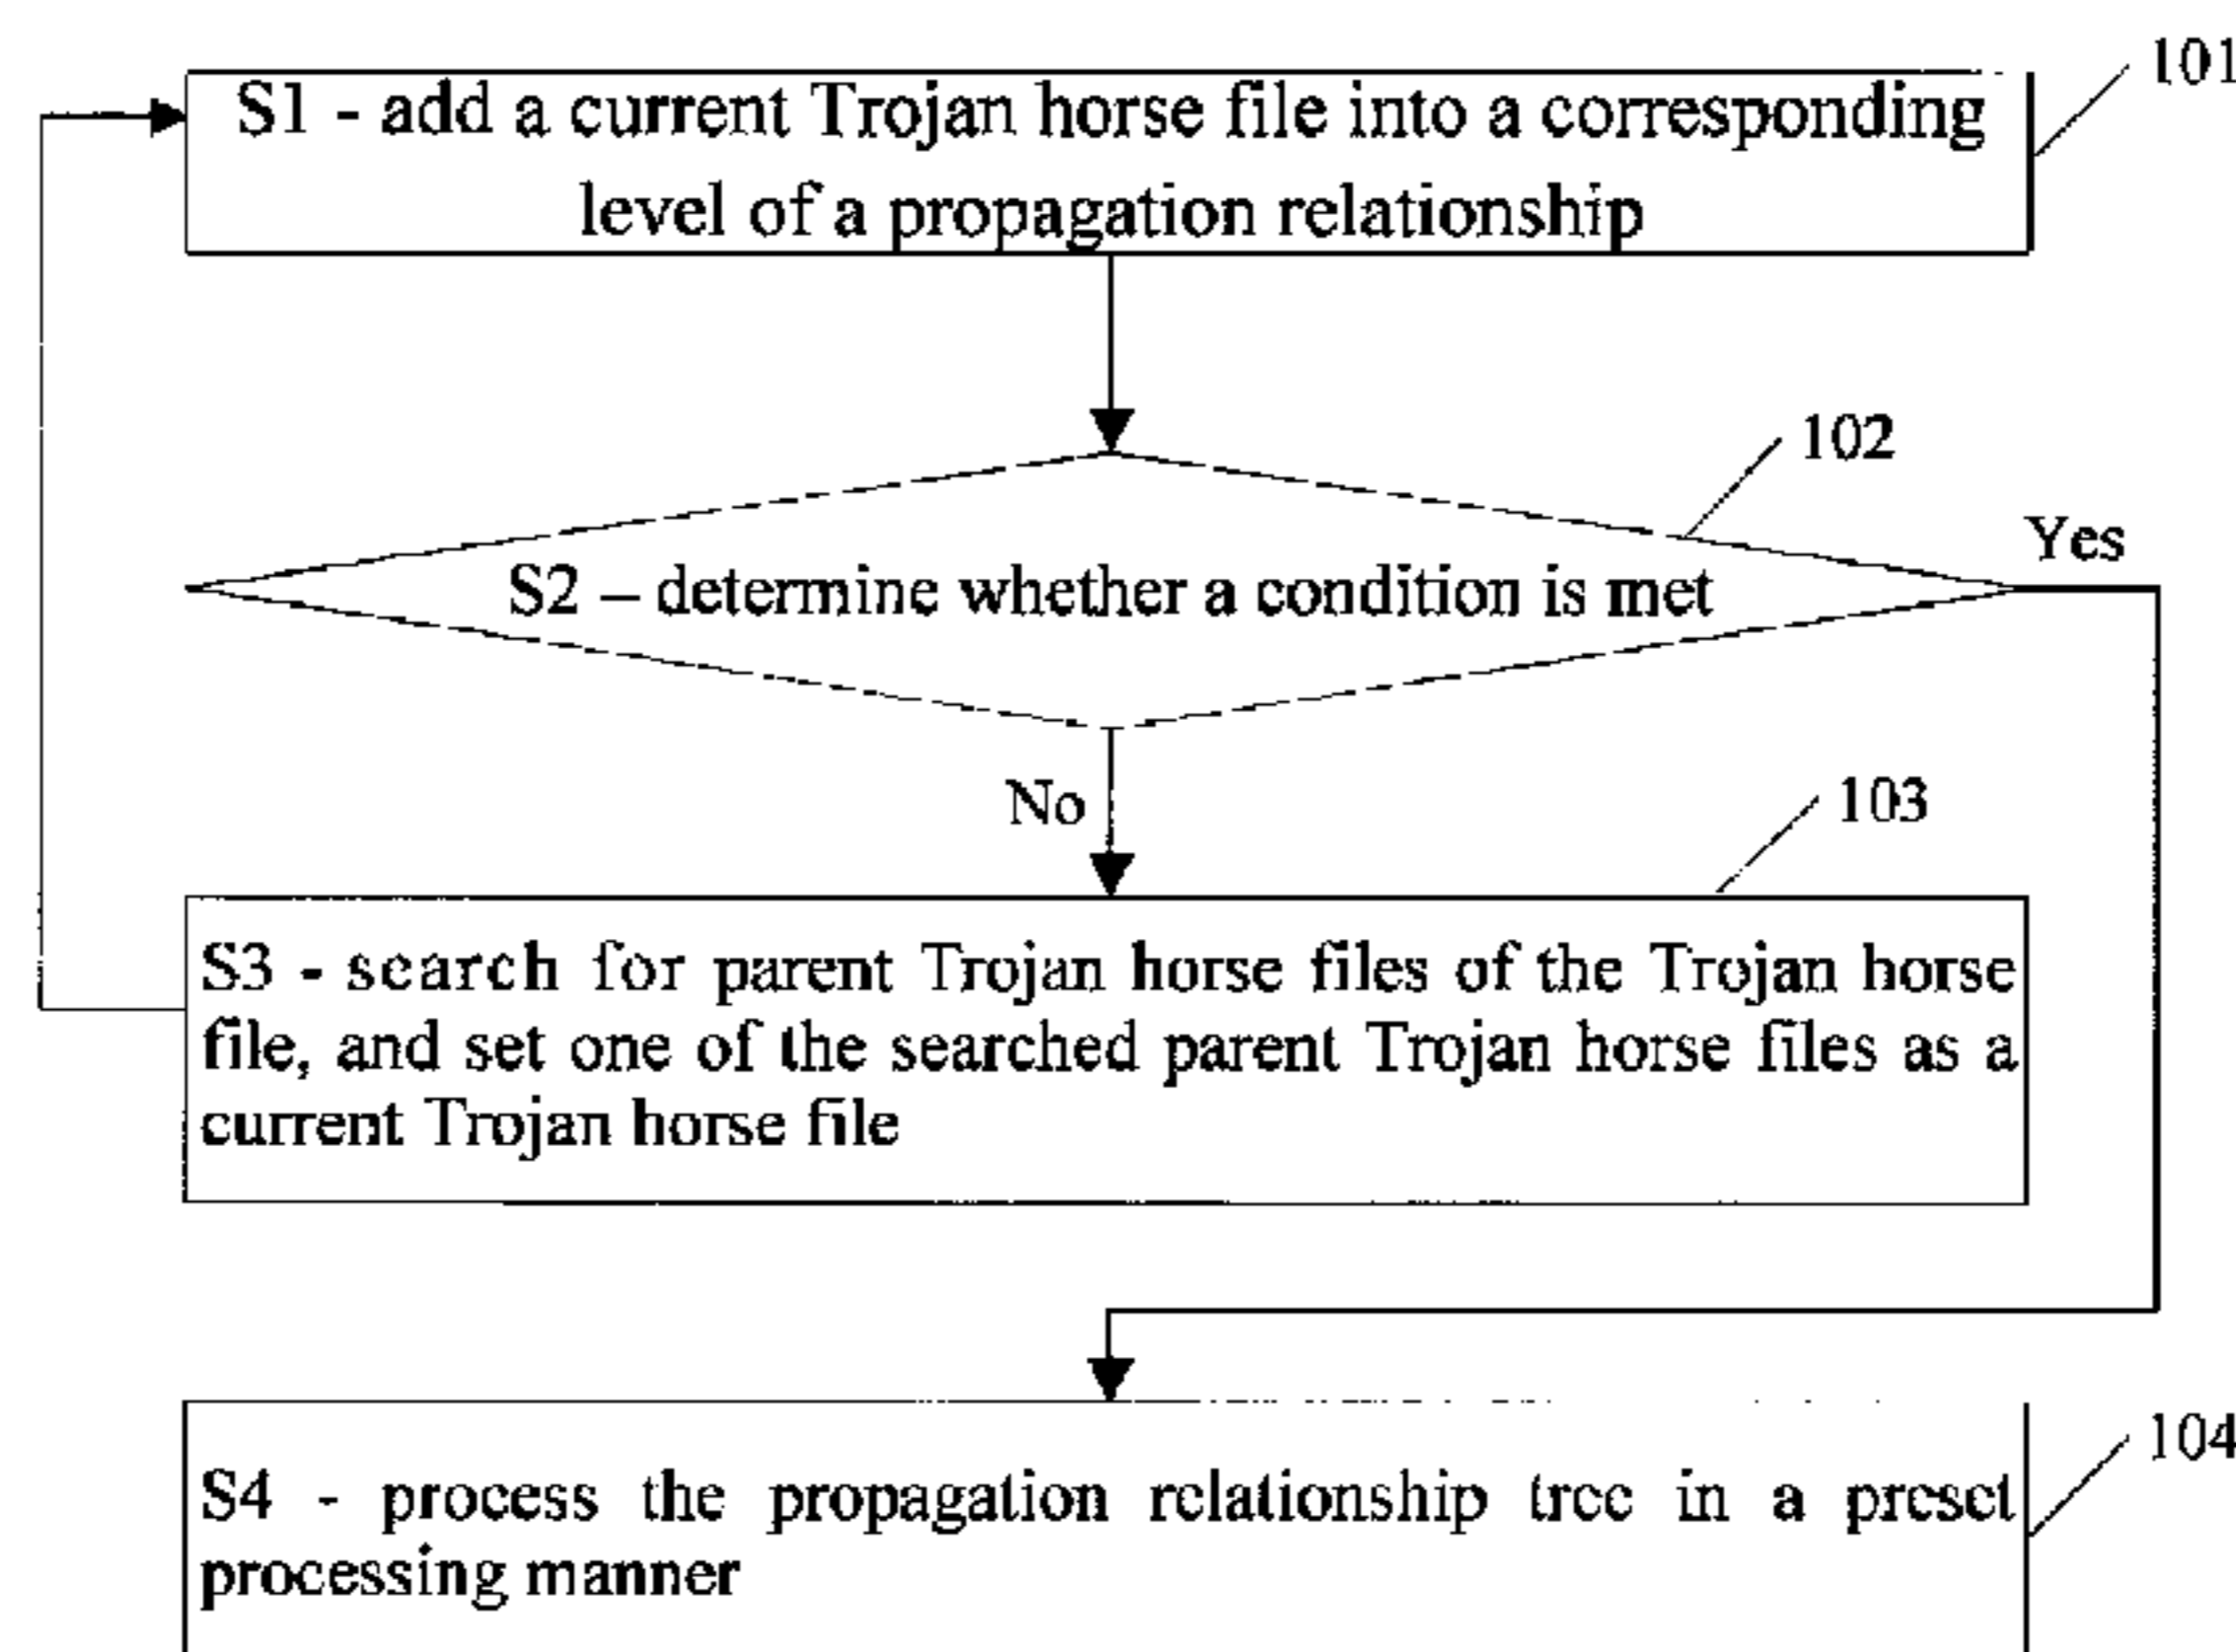 101
S1 - add a current Trojan horse file into a corresponding
level of a propagation relationship
102
Yes
S2 – determine whether a condition is met
No
103
S3 - search for parent Trojan horse files of the Trojan horse
file, and set one of the searched parent Trojan horse files as a
current Trojan horse file
104
S4 - process the propagation relationship tree in a preset
processing manner